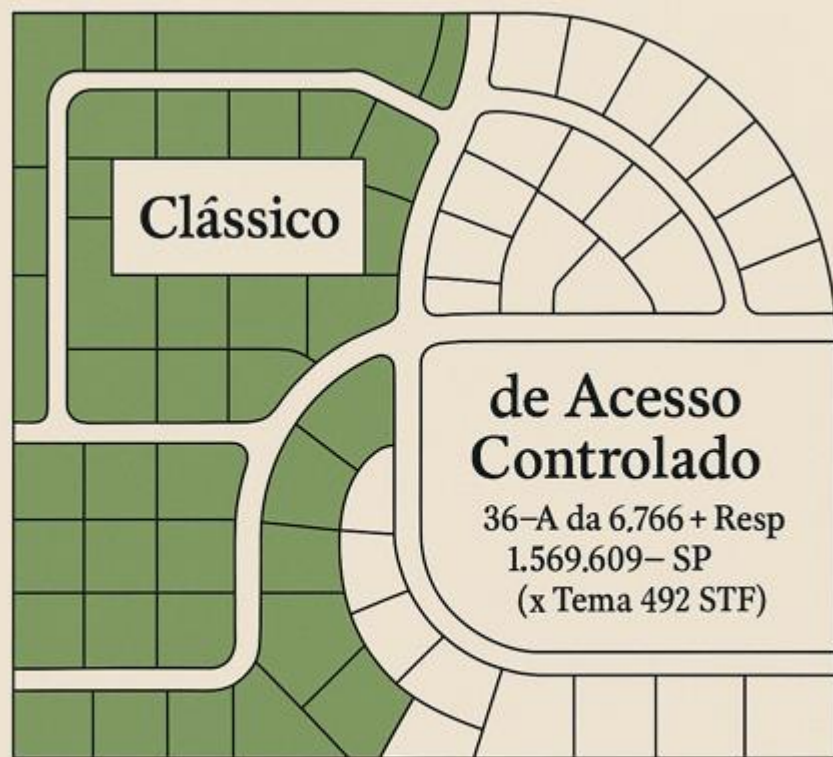 Clássico
de Acesso
Controlado
36-A da 6.766 + Resp
1.569.609- SP
(x Tema 492 STF)